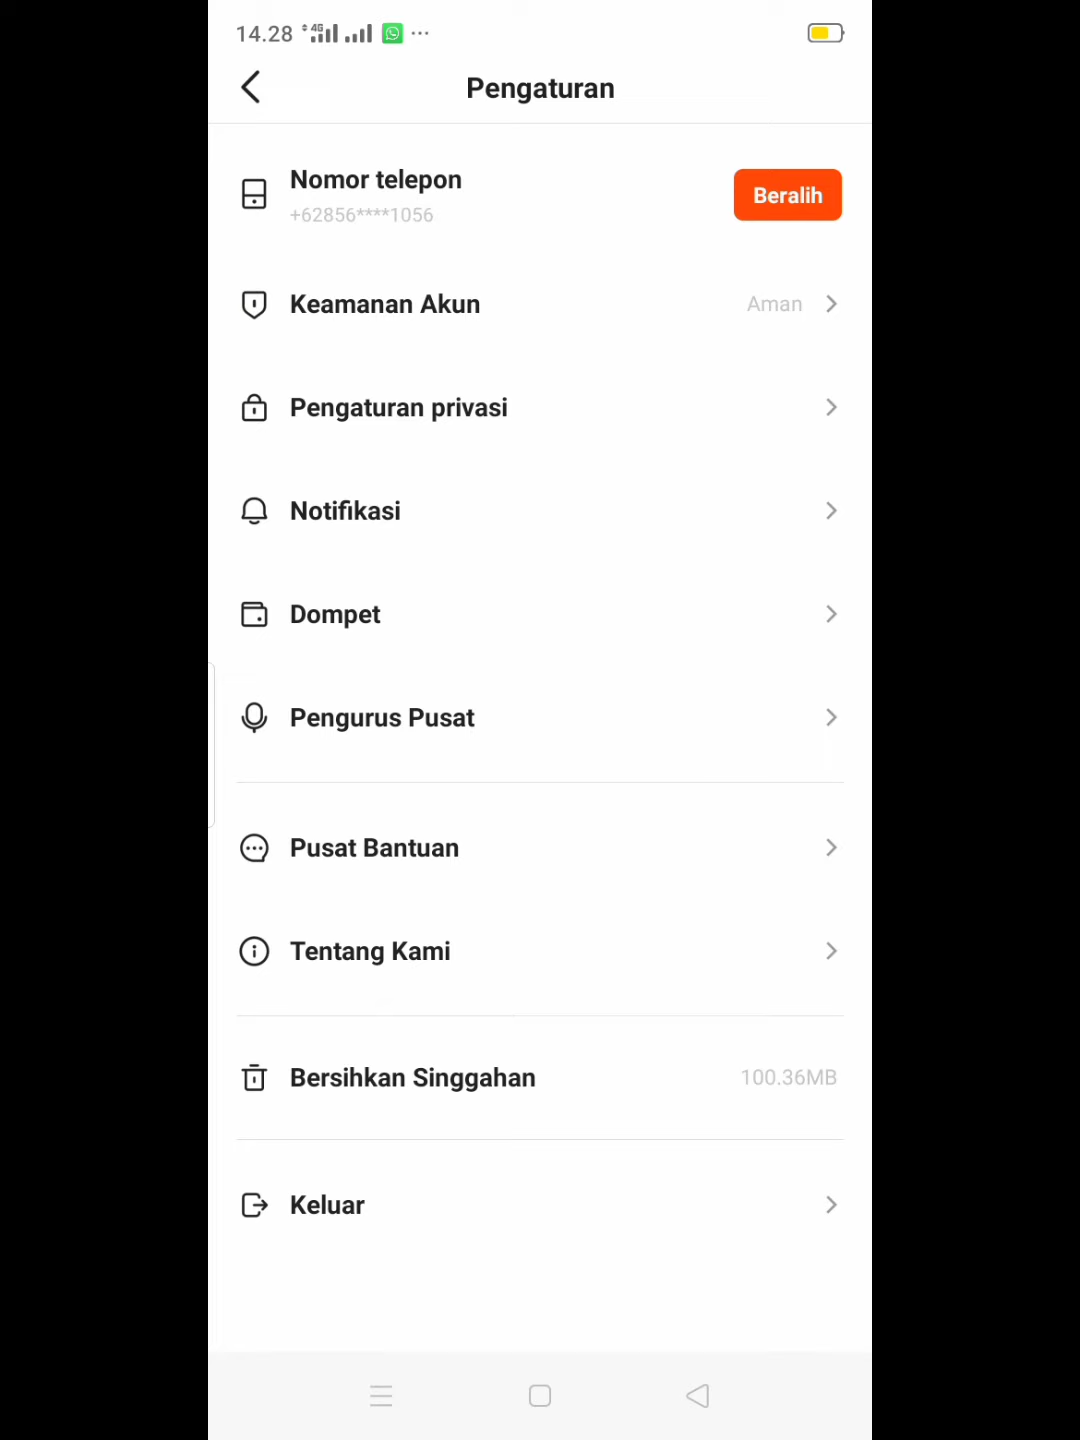 14.28 4G ...
Pengaturan
Nomor telepon
+62856****1056
Beralih
Keamanan Akun
Aman
Pengaturan privasi
Notifikasi
Dompet
Pengurus Pusat
Pusat Bantuan
Tentang Kami
Bersihkan Singgahan
100.36MB
Keluar